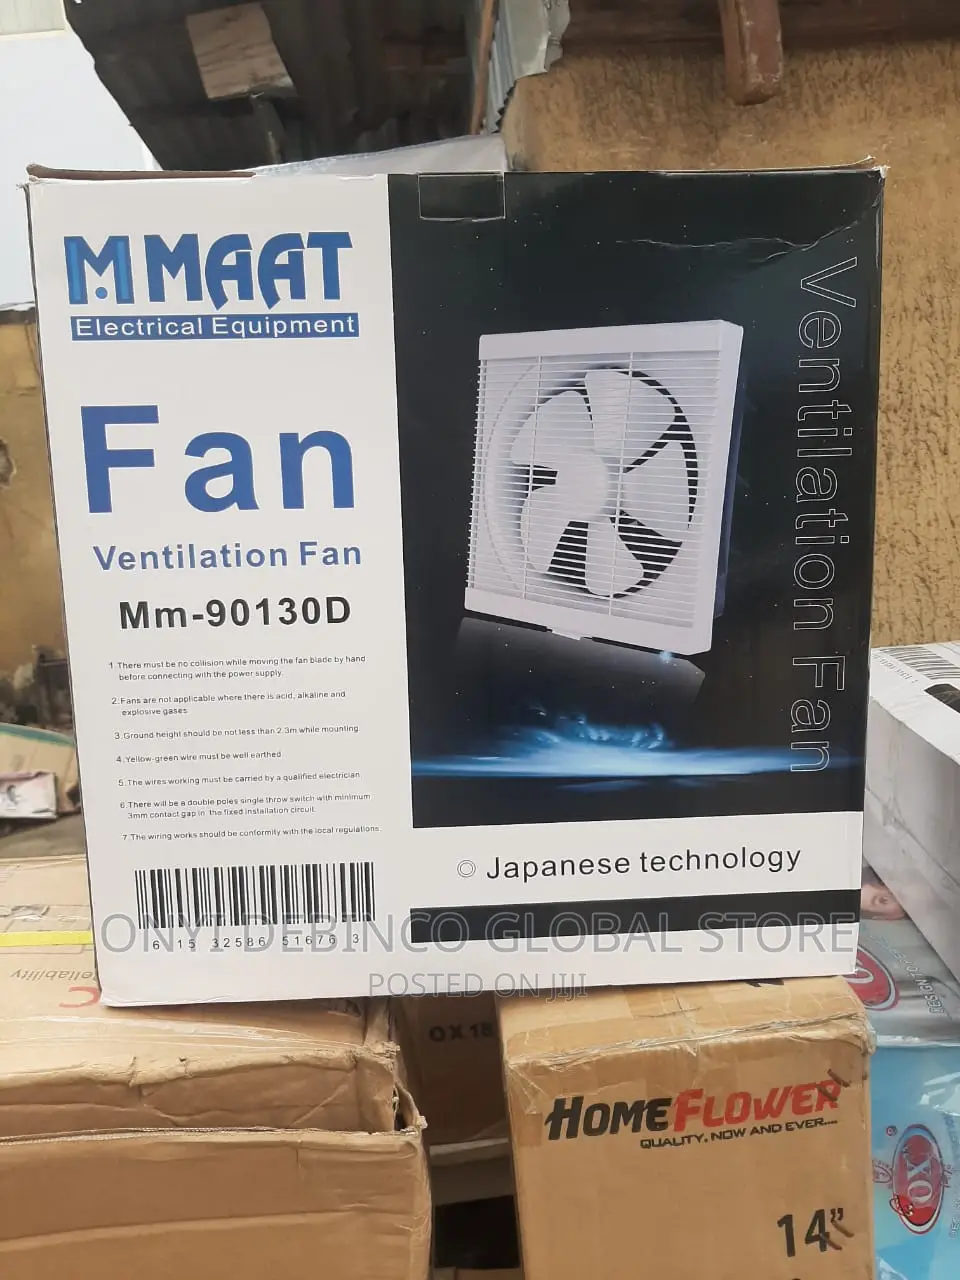 M MAAT
Electrical Equipment
Fan
Ventilation Fan
Mm-90130D
1.There must be no collision while moving the fan blade by hand
before connecting with the power supply.
2.Fans are not applicable where there is acid, alkaline and
explosive gases
3.Ground height should be not less than 2.3m while mounting.
4.Yellow-green wire must be well earthed.
5.The wires working must be carried by a qualified electrician.
6.There will be a double poles single throw switch with minimum
3mm contact gap in the fixed installation circuit.
7.The wiring works should be conformity with the local regulations.
6 15 32586 51676 3
Ventilation Fan
Japanese technology
ONYI DEBINCO GLOBAL STORE
POSTED ON JIJI
Reliability
QX18
HOMEFLOWER
QUALITY, NOW AND EVER....
14"
OXO